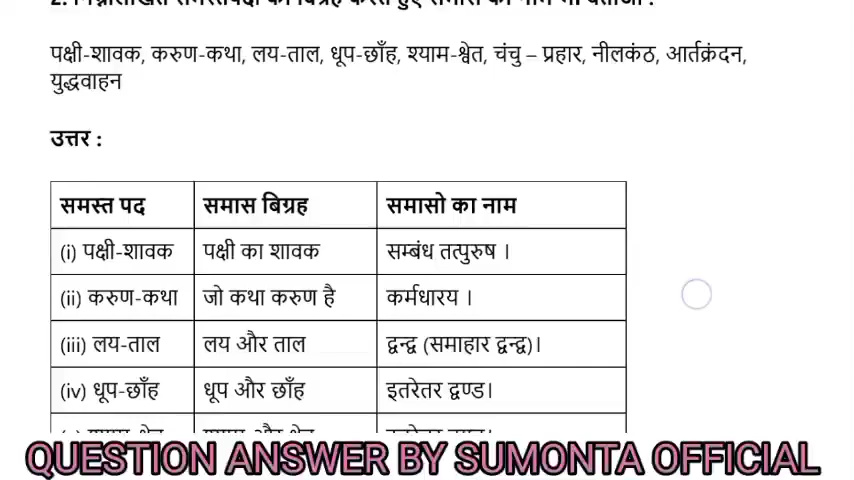 पक्षी-शावक, करुण-कथा, लय-ताल, धूप-छाँह, श्याम-श्वेत, चंचु – प्रहार, नीलकंठ, आर्तक्रंदन,
युद्धवाहन
उत्तर :
समस्त पद समास बिग्रह समासो का नाम
(i) पक्षी-शावक पक्षी का शावक सम्बंध तत्पुरुष ।
(ii) करुण-कथा जो कथा करुण है कर्मधारय ।
(iii) लय-ताल लय और ताल द्वन्द्व (समाहार द्वन्द्व)।
(iv) धूप-छाँह धूप और छाँह इतरेतर द्वण्ड।
QUESTION ANSWER BY SUMONTA OFFICIAL